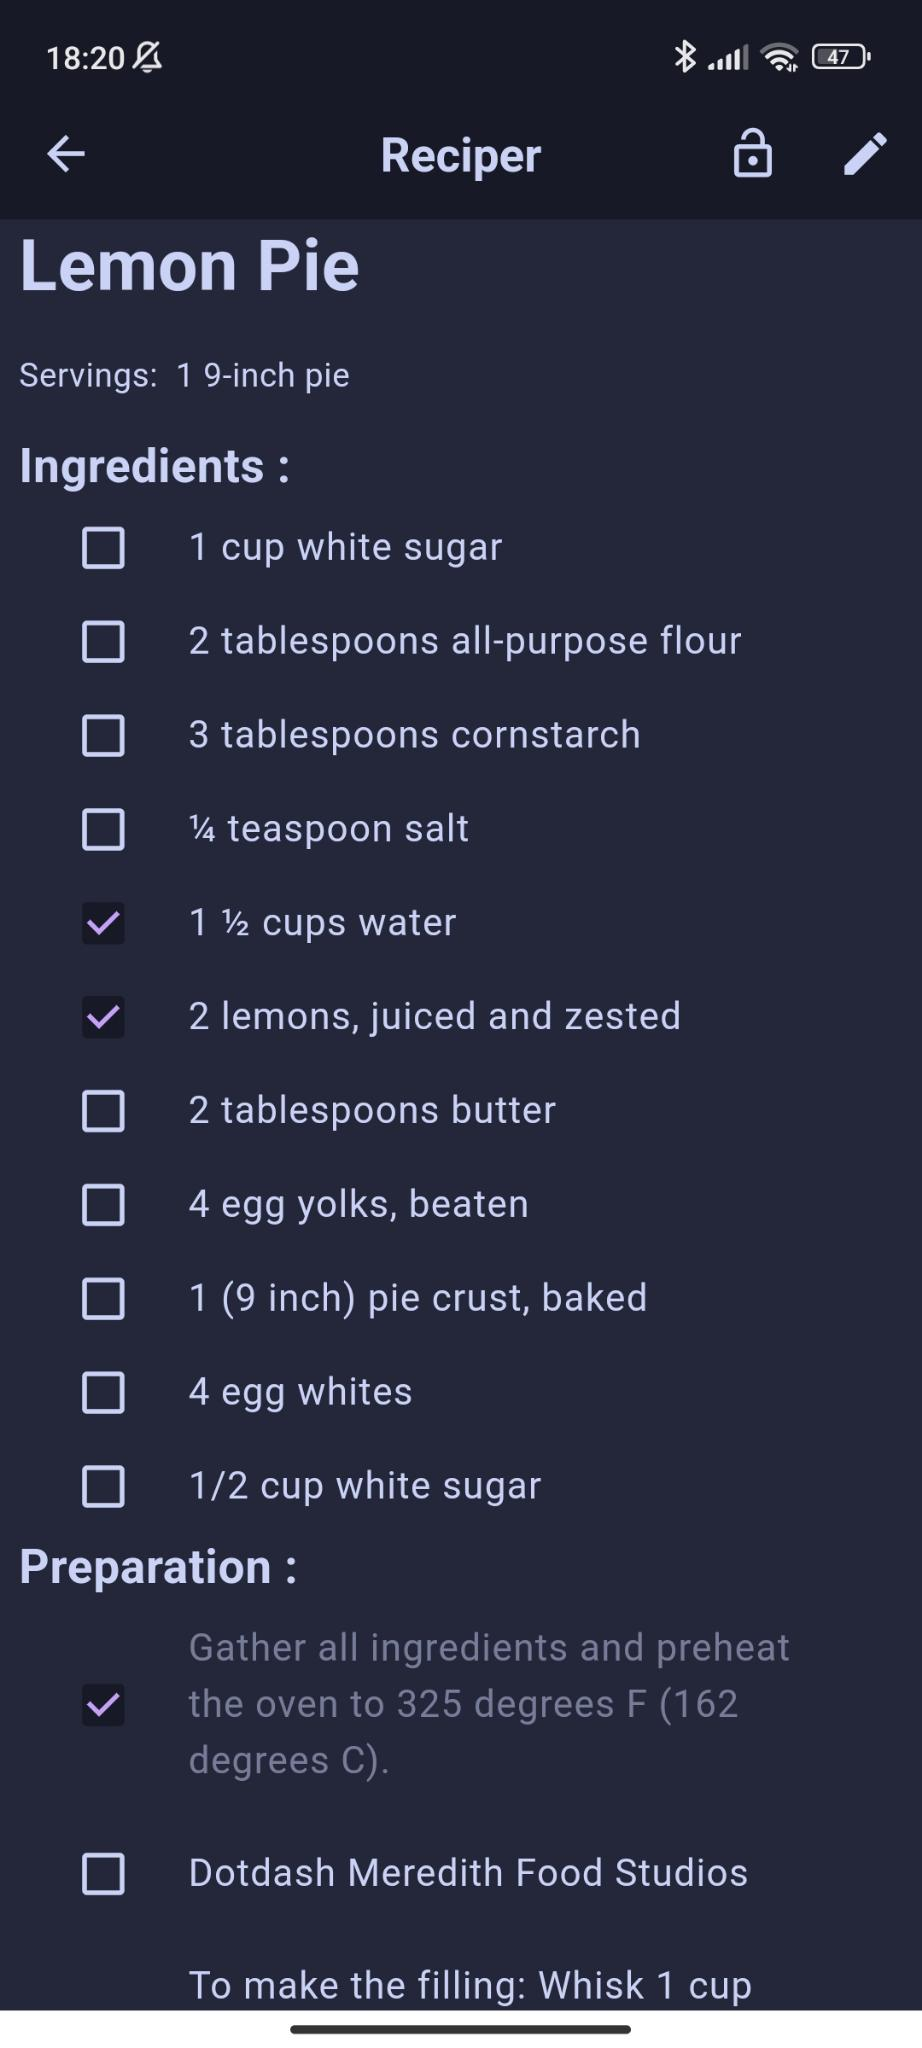 18:20
47
Reciper
Lemon Pie
Servings: 1 9-inch pie
Ingredients :
1 cup white sugar
2 tablespoons all-purpose flour
3 tablespoons cornstarch
¼ teaspoon salt
1 ½ cups water
2 lemons, juiced and zested
2 tablespoons butter
4 egg yolks, beaten
1 (9 inch) pie crust, baked
4 egg whites
1/2 cup white sugar
Preparation :
Gather all ingredients and preheat
the oven to 325 degrees F (162
degrees C).
Dotdash Meredith Food Studios
To make the filling: Whisk 1 cup